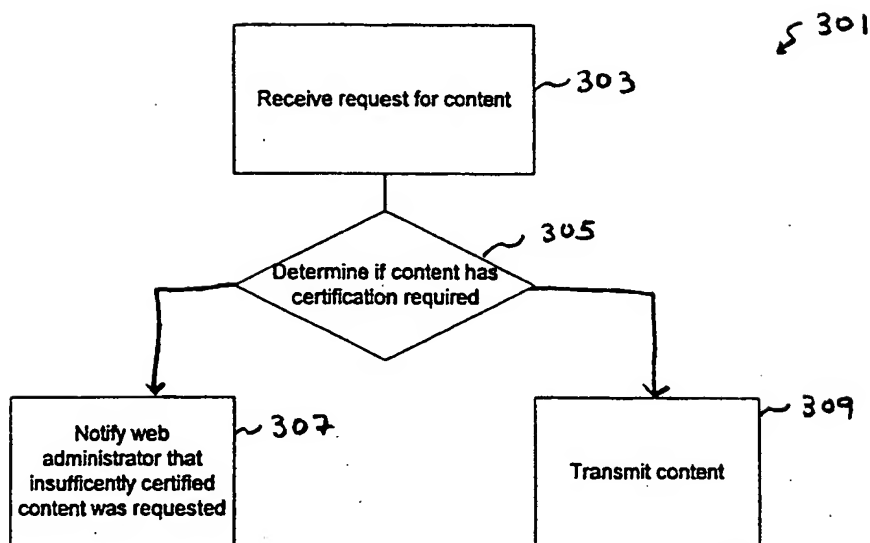 301
Receive request for content
303
305
Determine if content has
certification required
Notify web
administrator that
insufficently certified
content was requested
307
Transmit content
309